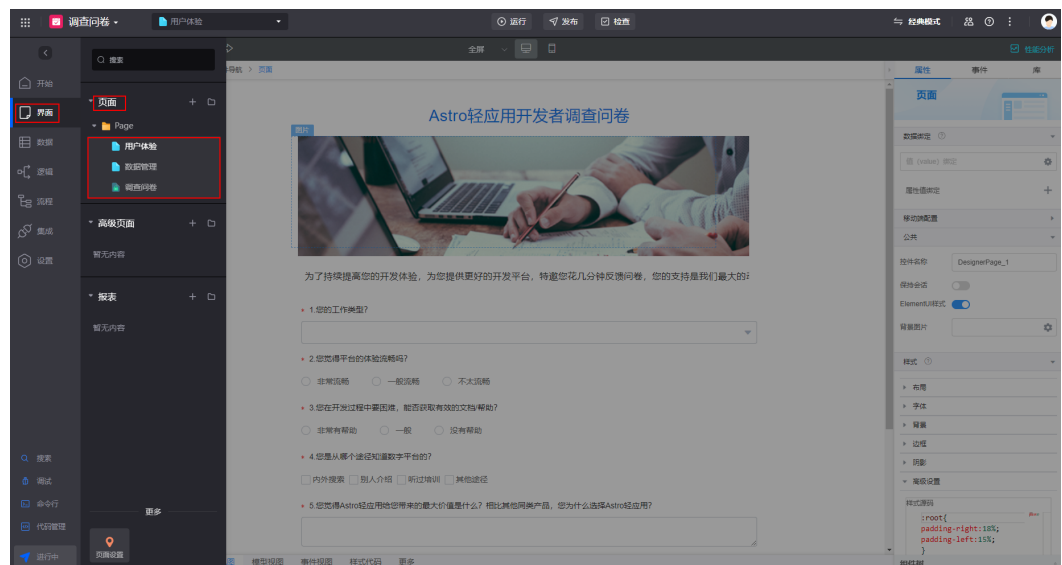 调查问卷
用户体验
运行
发布
检查
经典模式
搜索
全屏
性能分析
开始
界面
数据
逻辑
流程
集成
设置
搜索
调试
命令行
代码管理
进行中
页面
Page
用户体验
数据管理
调查问卷
高级页面
暂无内容
报表
暂无内容
更多
页面设置
页面
Astro轻应用开发者调查问卷
图片
为了持续提高您的开发体验，为您提供更好的开发平台，特邀您花几分钟反馈问卷，您的支持是我们最大的
* 1.您的工作类型?
* 2.您觉得平台的体验流畅吗?
非常流畅 一般流畅 不太流畅
* 3.您在开发过程中要困难，能否获取有效的文档/帮助?
非常有帮助 一般 没有帮助
* 4.您是从哪个途径知道数字平台的?
内外搜索 别人介绍 听过培训 其他途径
* 5.您觉得Astro轻应用给您带来的最大价值是什么？相比其他同类产品，您为什么选择Astro轻应用?
模型视图 事件视图 样式代码 更多
属性 事件 库
页面
数据绑定
值 (value) 绑定
属性值绑定
移动端配置
公共
控件名称 DesignerPage_1
保持会话
ElementUI样式
背景图片
样式
布局
字体
背景
边框
阴影
高级设置
样式源码
:root{
padding-right:18%;
padding-left:15%;
}
构件树